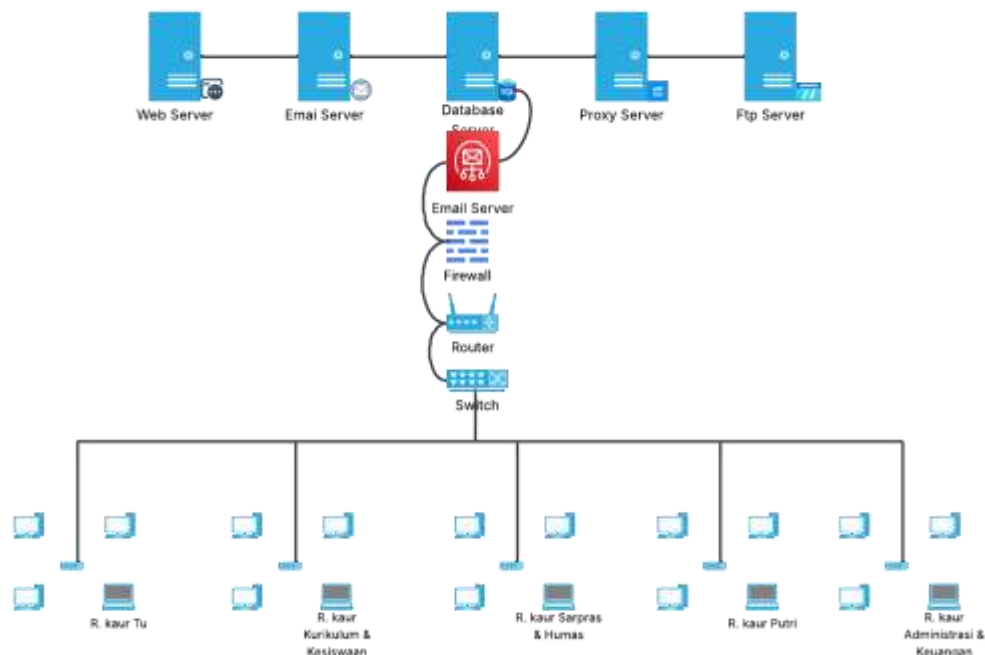 Web Server
Emai Server
Database
Server
Proxy Server
Ftp Server
Email Server
Firewall
Router
Switch
R. kaur Tu
R. kaur
Kurikulum &
Kesiswaan
R. kaur Sarpras
& Humas
R. kaur Putri
R. kaur
Administrasi &
Keuangan